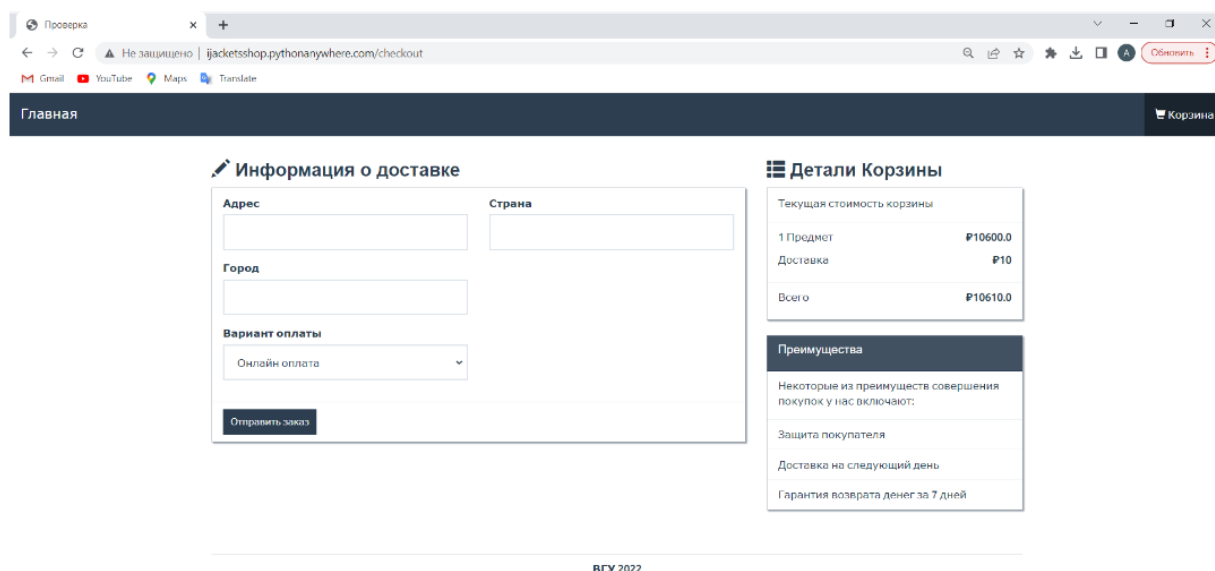 Проверка
Не защищено | ijacketsshop.pythonanywhere.com/checkout
Обновить
Gmail YouTube Maps Translate
Главная
Корзина
Информация о доставке
Адрес
Страна
Город
Вариант оплаты
Онлайн оплата
Отправить заказ
Детали Корзины
Текущая стоимость корзины
1 Предмет ₽10600.0
Доставка ₽10
Всего ₽10610.0
Преимущества
Некоторые из преимуществ совершения
покупок у нас включают:
Защита покупателя
Доставка на следующий день
Гарантия возврата денег за 7 дней
ВГУ 2022